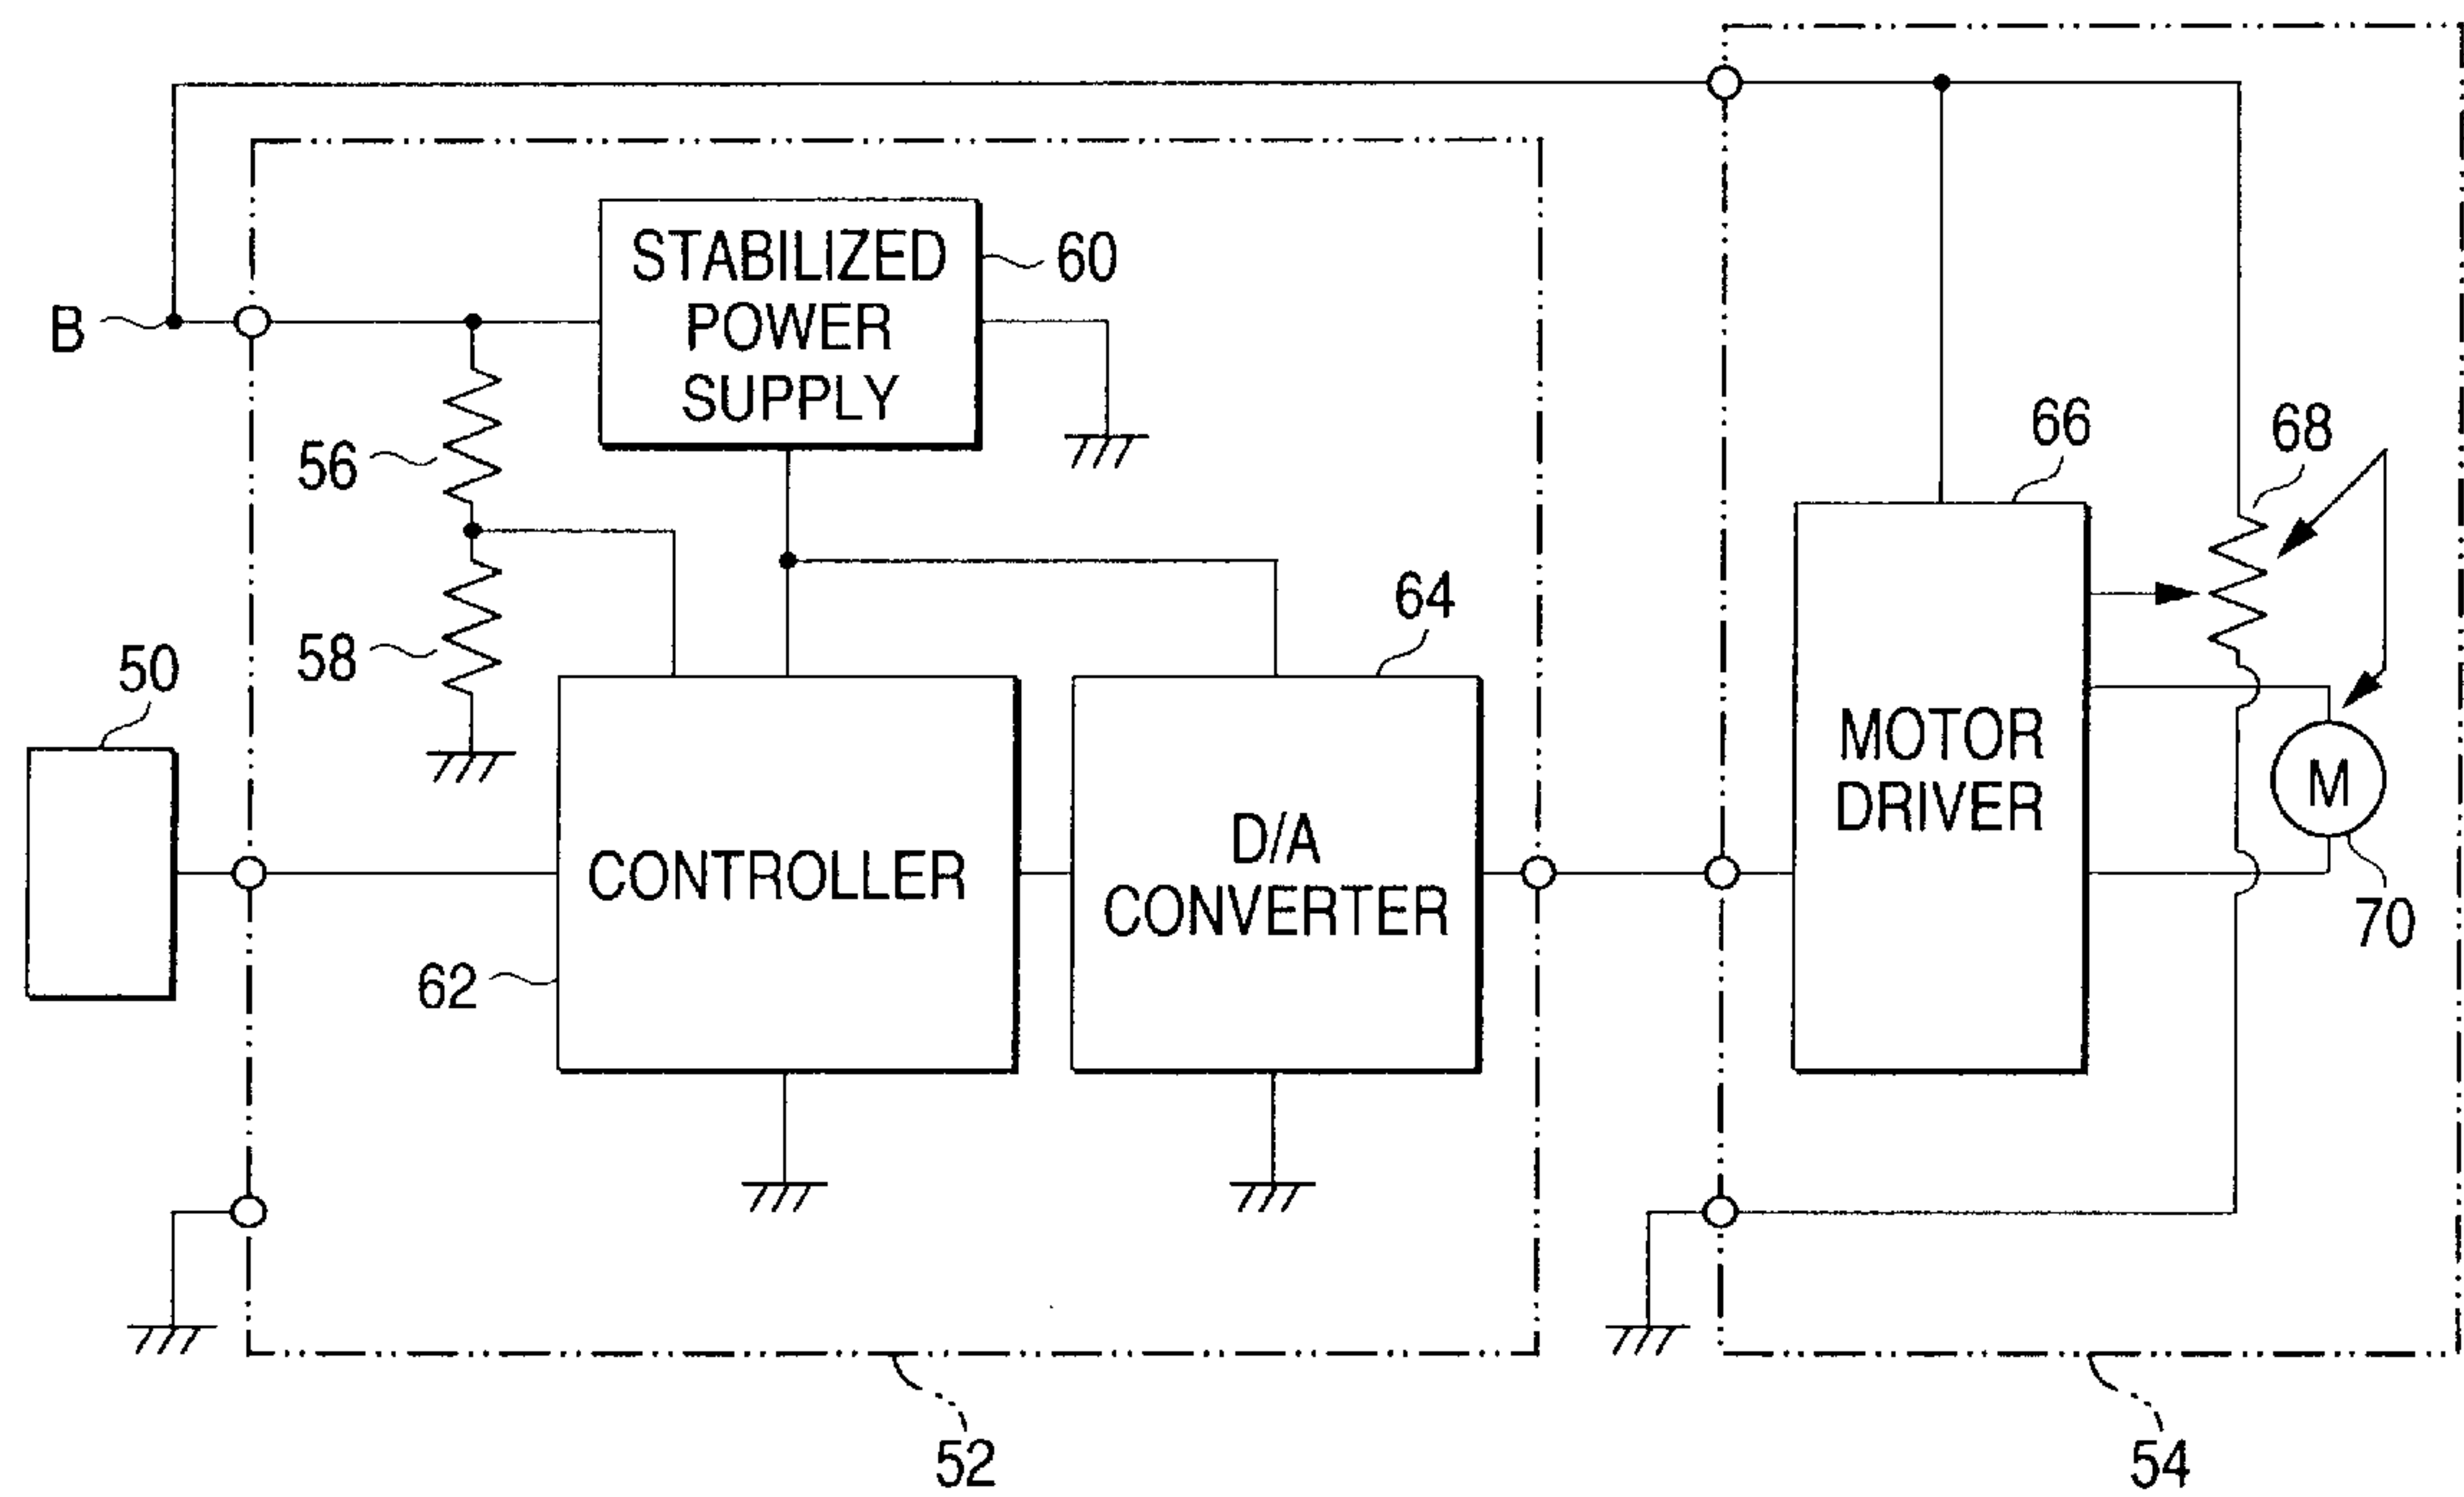 STABILIZED
POWER
SUPPLY
60
B
56
58
50
66
68
64
MOTOR
DRIVER
M
CONTROLLER
D/A
CONVERTER
70
62
52
54